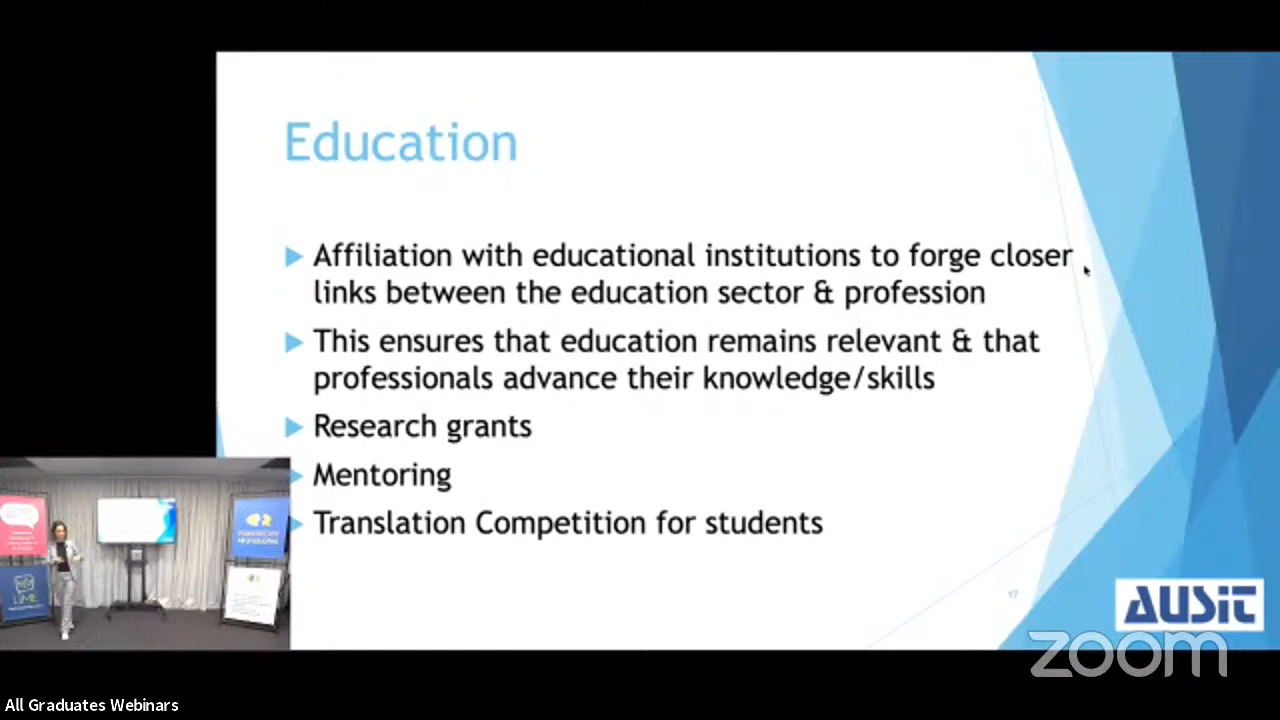 Education
Affiliation with educational institutions to forge closer
links between the education sector & profession
This ensures that education remains relevant & that
professionals advance their knowledge/skills
Research grants
Mentoring
Translation Competition for students
17
AUSiT
zoom
All Graduates Webinars